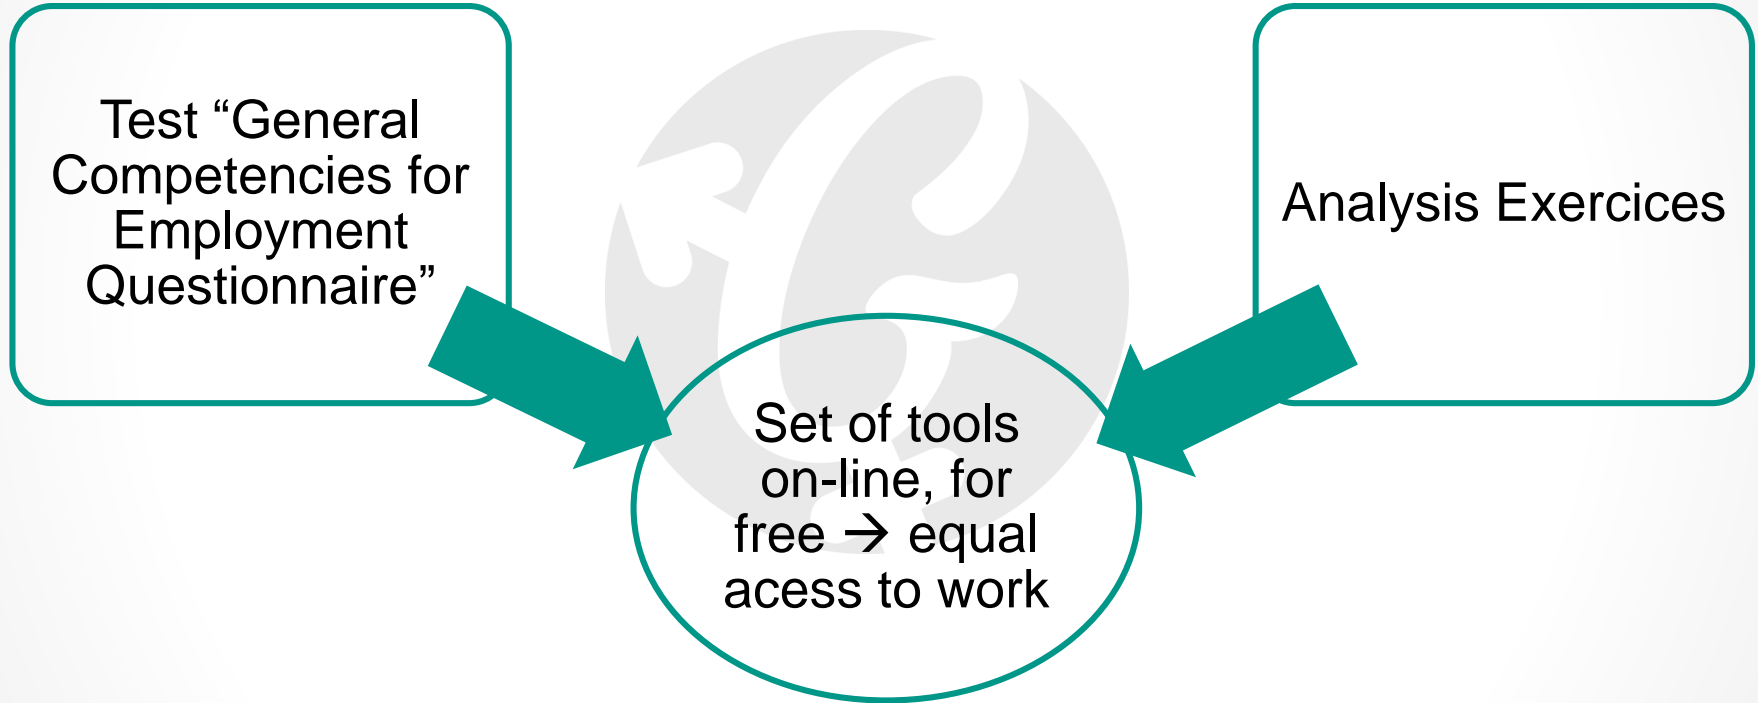 Test “General
Competencies for
Employment
Questionnaire”
Analysis Exercices
Set of tools
on-line, for
free → equal
acess to work